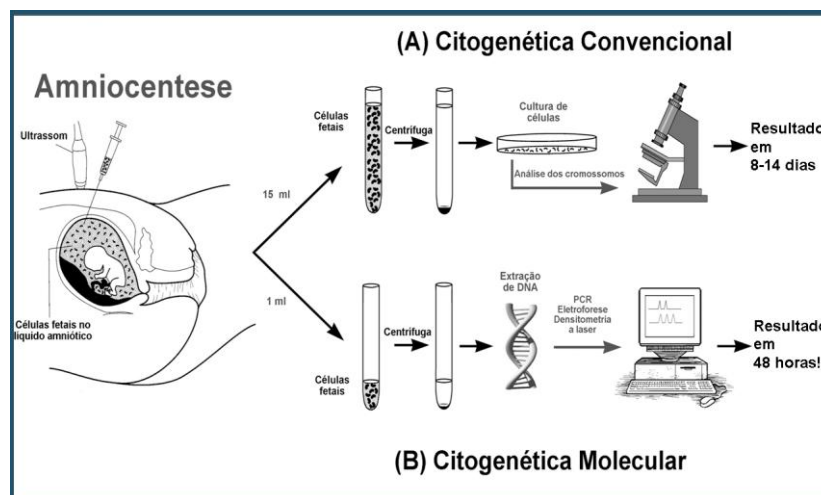 (A) Citogenética Convencional
Amniocentese
Ultrassom
Células fetais no
líquido amniótico
15 ml
Células
fetais
Centrífuga
Cultura de
células
Análise dos cromossomos
Resultado
em
8-14 dias
1 ml
Células
fetais
Centrífuga
Extração
de DNA
PCR
Eletroforese
Densitometria
a laser
Resultado
em
48 horas!
(B) Citogenética Molecular